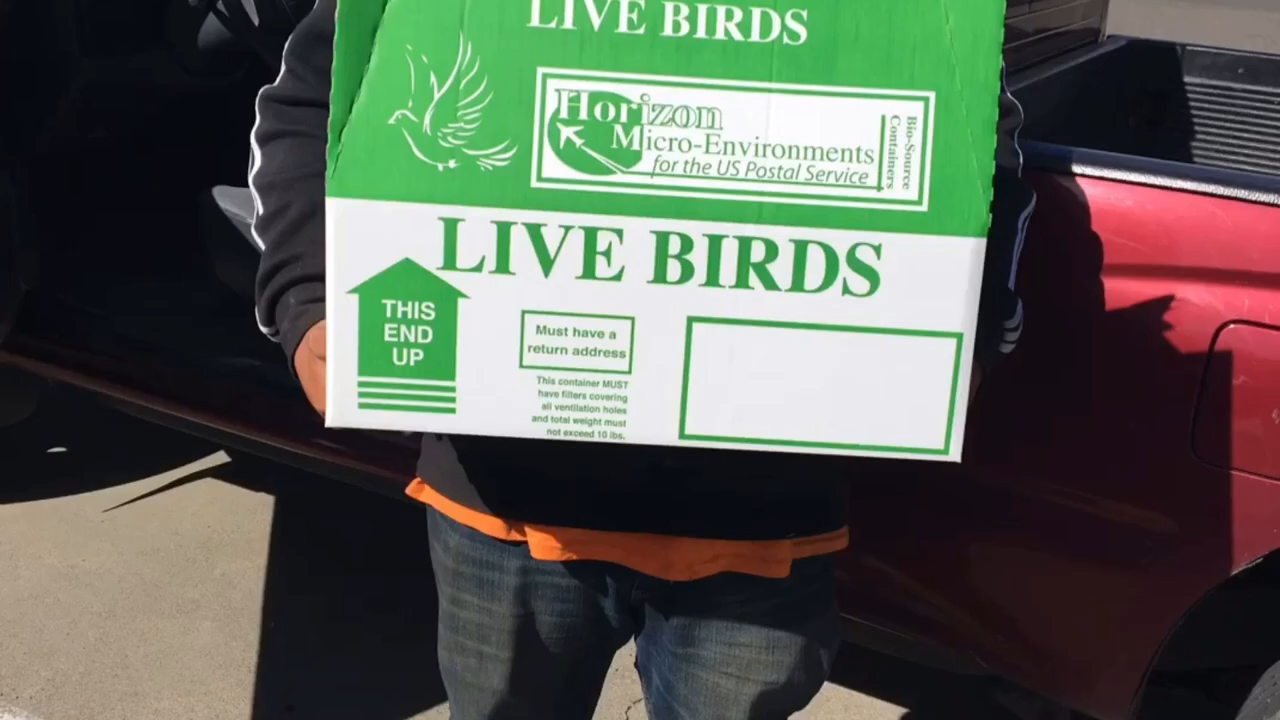 LIVE BIRDS
Horizon
Micro-Environments
for the US Postal Service
Bio-Source
Containers
LIVE BIRDS
THIS
END
UP
Must have a
return address
This container MUST
have filters covering
all ventilation holes
and total weight must
not exceed 10 lbs.